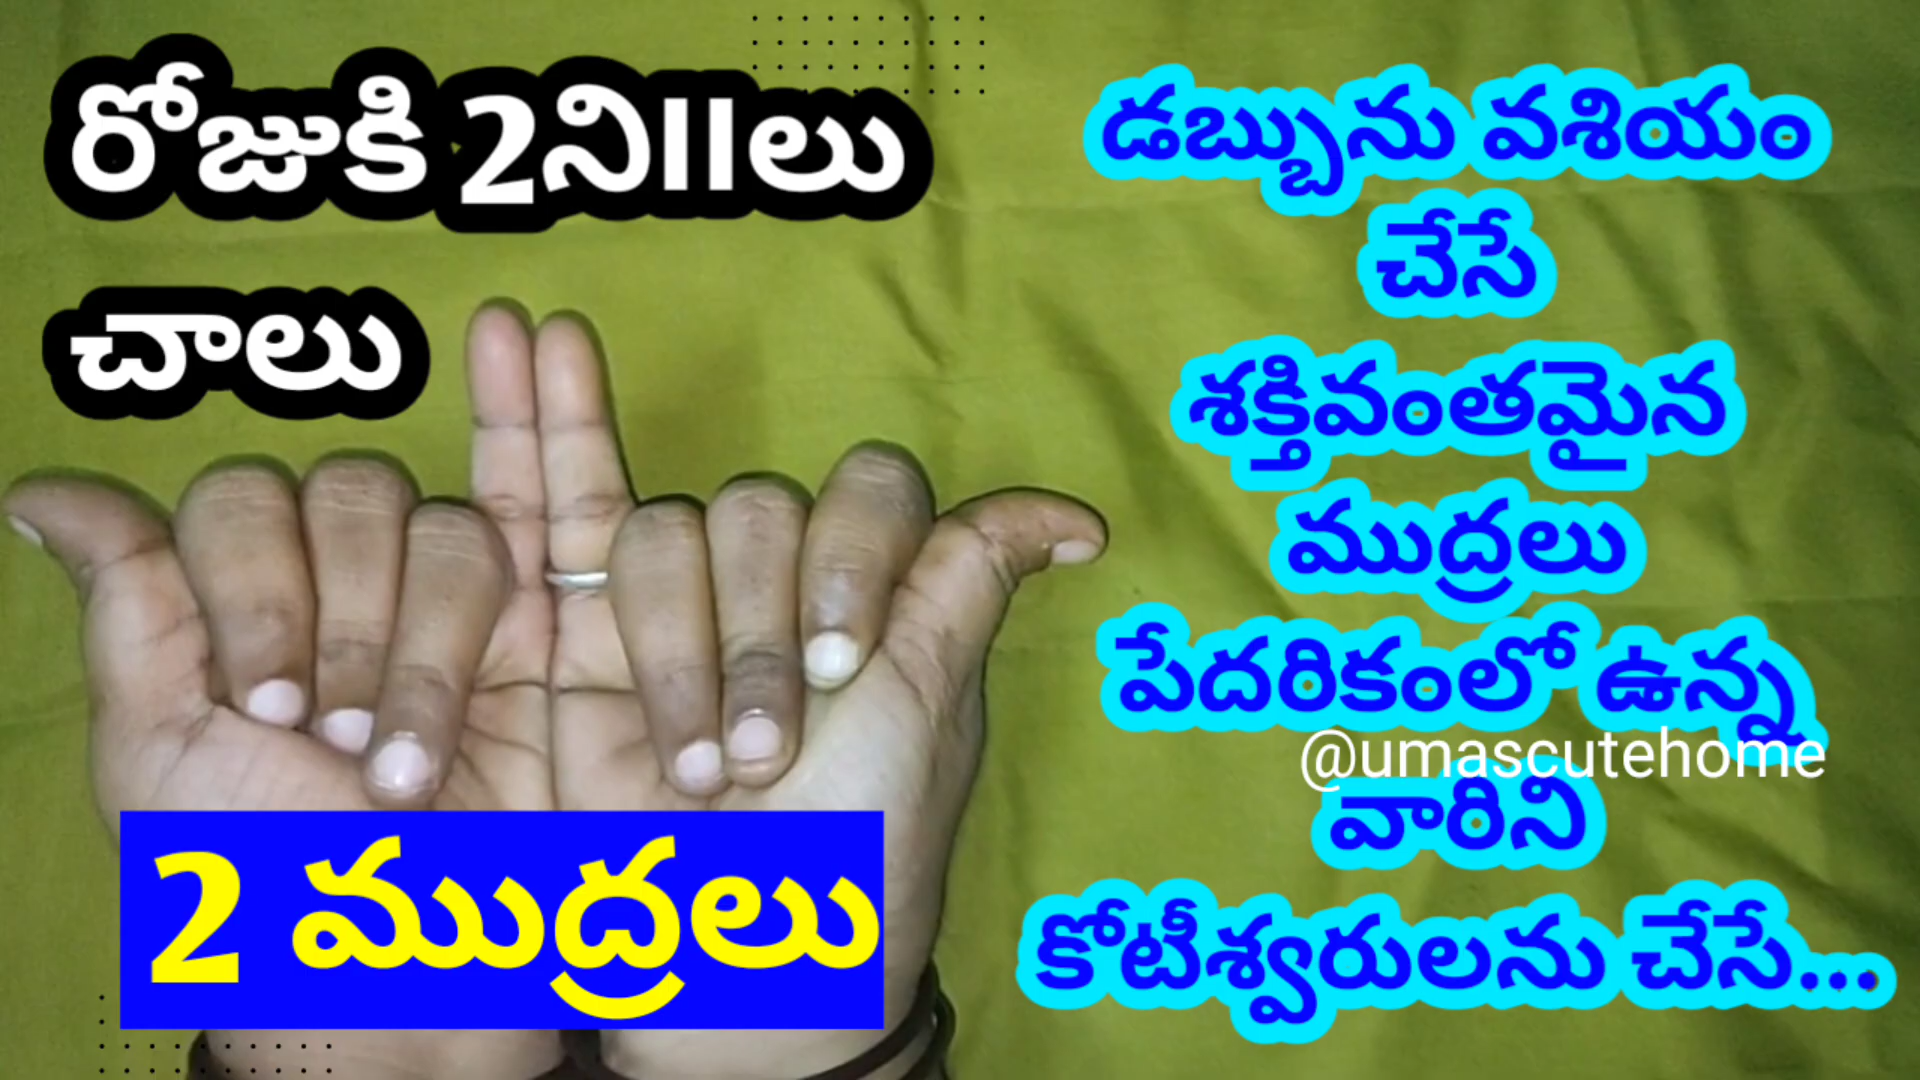 రోజుకి 2ని॥లు
చాలు
2 ముద్రలు
డబ్బును వశియం
చేసే
శక్తివంతమైన
ముద్రలు
పేదరికంలో ఉన్న
@umascutehome
వారిని
కోటీశ్వరులను చేసే...